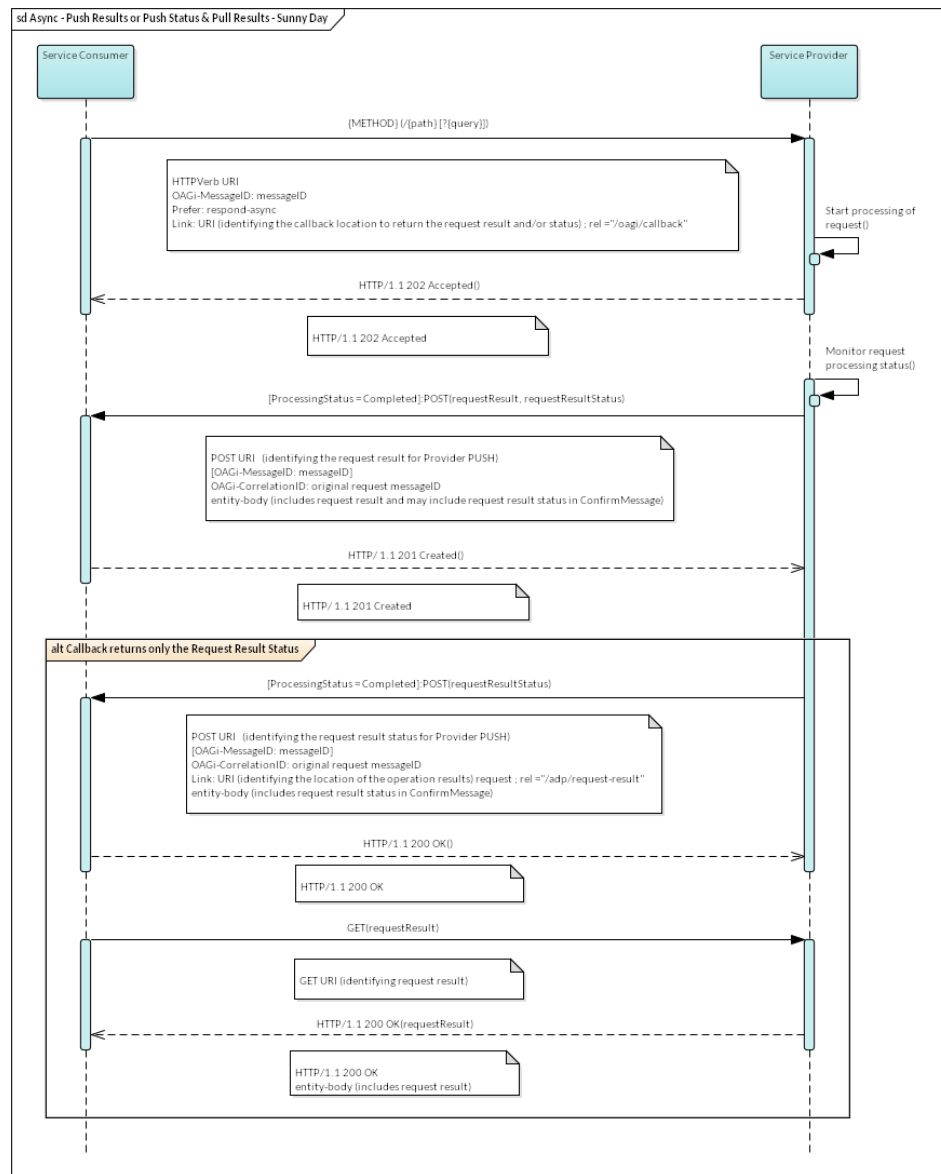 sd Async - Push Results or Push Status & Pull Results - Sunny Day
Service Consumer
Service Provider
{METHOD} (/{path} [?{query}])
HTTPVerb URI
OAGi-MessageID: messageID
Prefer: respond-async
Link: URI (identifying the callback location to return the request result and/or status) ; rel ="/oagi/callback"
Start processing of
request()
HTTP/1.1 202 Accepted()
HTTP/1.1 202 Accepted
Monitor request
processing status()
[ProcessingStatus = Completed]:POST(requestResult, requestResultStatus)
POST URI (identifying the request result for Provider PUSH)
[OAGi-MessageID: messageID]
OAGi-CorrelationID: original request messageID
entity-body (includes request result and may include request result status in ConfirmMessage)
HTTP/ 1.1 201 Created()
HTTP/ 1.1 201 Created
alt Callback returns only the Request Result Status
[ProcessingStatus = Completed]:POST(requestResultStatus)
POST URI (identifying the request result status for Provider PUSH)
[OAGi-MessageID: messageID]
OAGi-CorrelationID: original request messageID
Link: URI (identifying the location of the operation results) request ; rel ="/adp/request-result"
entity-body (includes request result status in ConfirmMessage)
HTTP/1.1 200 OK()
HTTP/1.1 200 OK
GET(requestResult)
GET URI (identifying request result)
HTTP/1.1 200 OK(requestResult)
HTTP/1.1 200 OK
entity-body (includes request result)